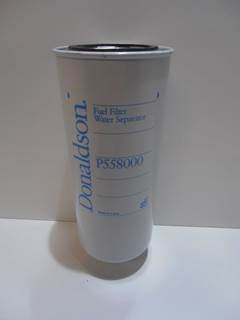 Donaldson.
Fuel Filter
Water Separator
P558000